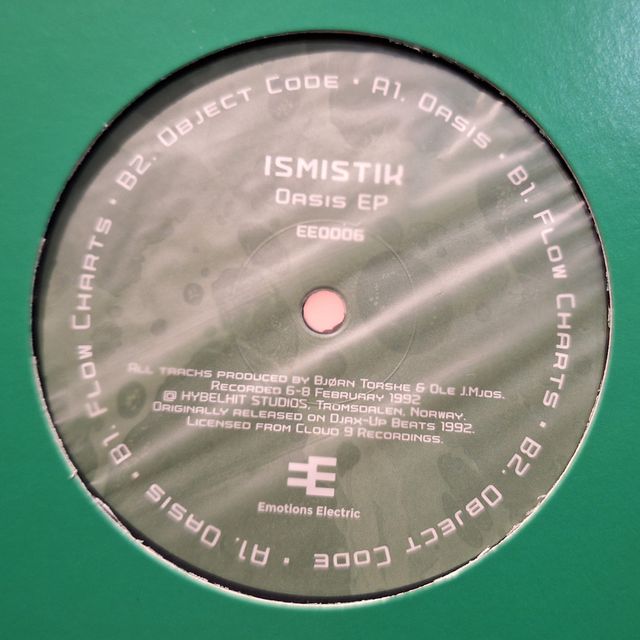 A1. Oasis • B1. Flow Charts • B2. Object Code • A1. Oasis • B1. Flow Charts • B2. Object Code •
ISMISTIK
Oasis EP
EE0006
All tracks produced by Bjørn Torske & Ole J.Mjos.
Recorded 6-8 February 1992
@ HYBELHIT STUDIOS, Tromsdalen, Norway.
Originally released on Djax-Up Beats 1992.
Licensed from Cloud 9 Recordings.
Emotions Electric